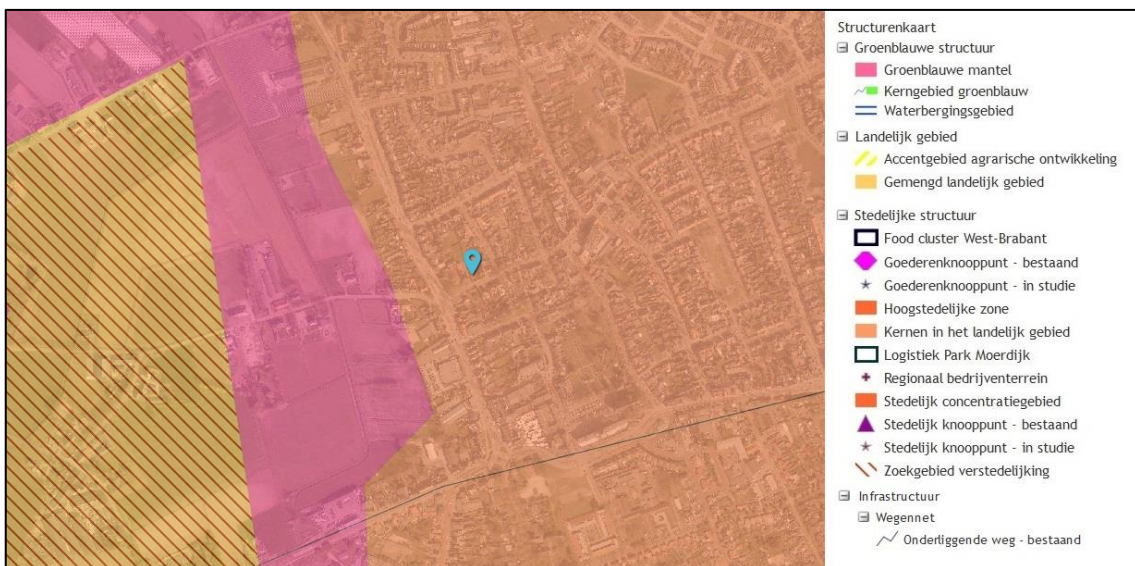 Structurenkaart
Groenblauwe structuur
Groenblauwe mantel
Kerngebied groenblauw
Waterbergingsgebied
Landelijk gebied
Accentgebied agrarische ontwikkeling
Gemengd landelijk gebied
Stedelijke structuur
Food cluster West-Brabant
Goederenknooppunt - bestaand
Goederenknooppunt - in studie
Hoogstedelijke zone
Kernen in het landelijk gebied
Logistiek Park Moerdijk
Regionaal bedrijventerrein
Stedelijk concentratiegebied
Stedelijk knooppunt - bestaand
Stedelijk knooppunt - in studie
Zoekgebied verstedelijking
Infrastructuur
Wegennet
Onderliggende weg - bestaand